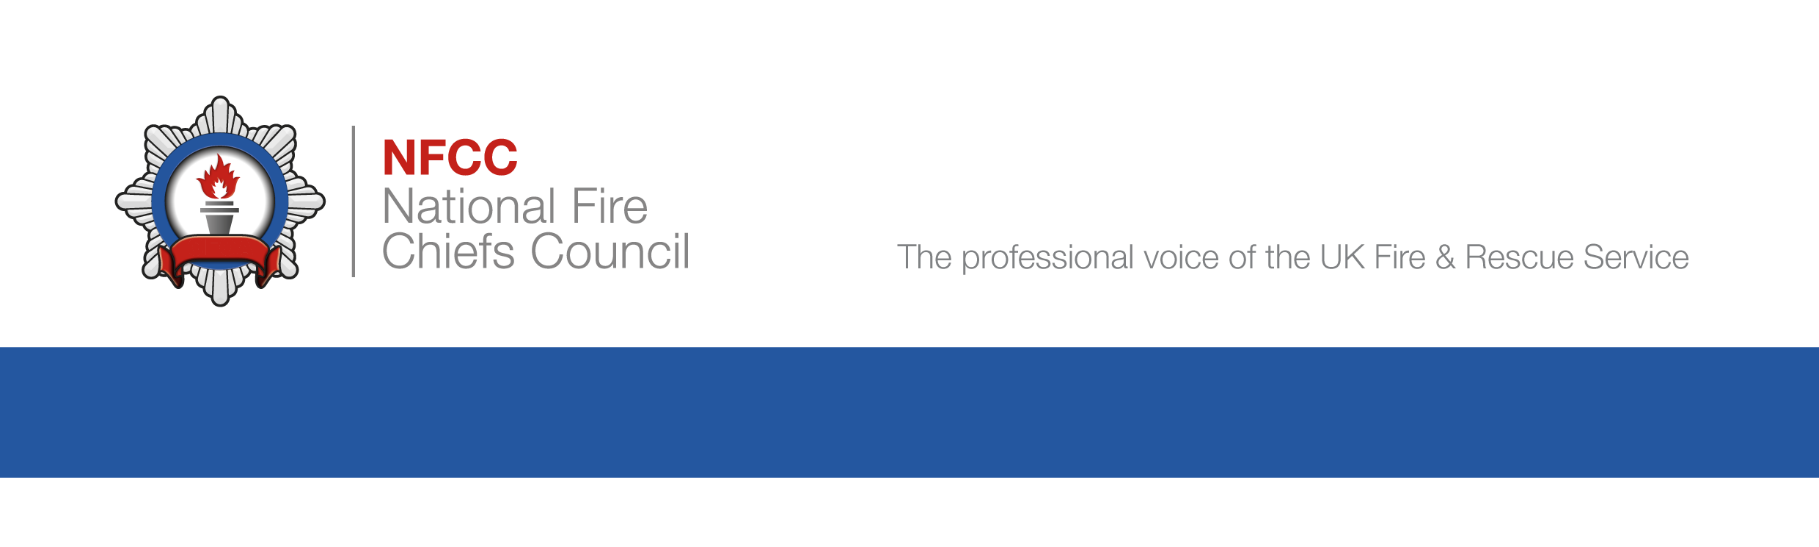 NFCC
National Fire
Chiefs Council
The professional voice of the UK Fire & Rescue Service